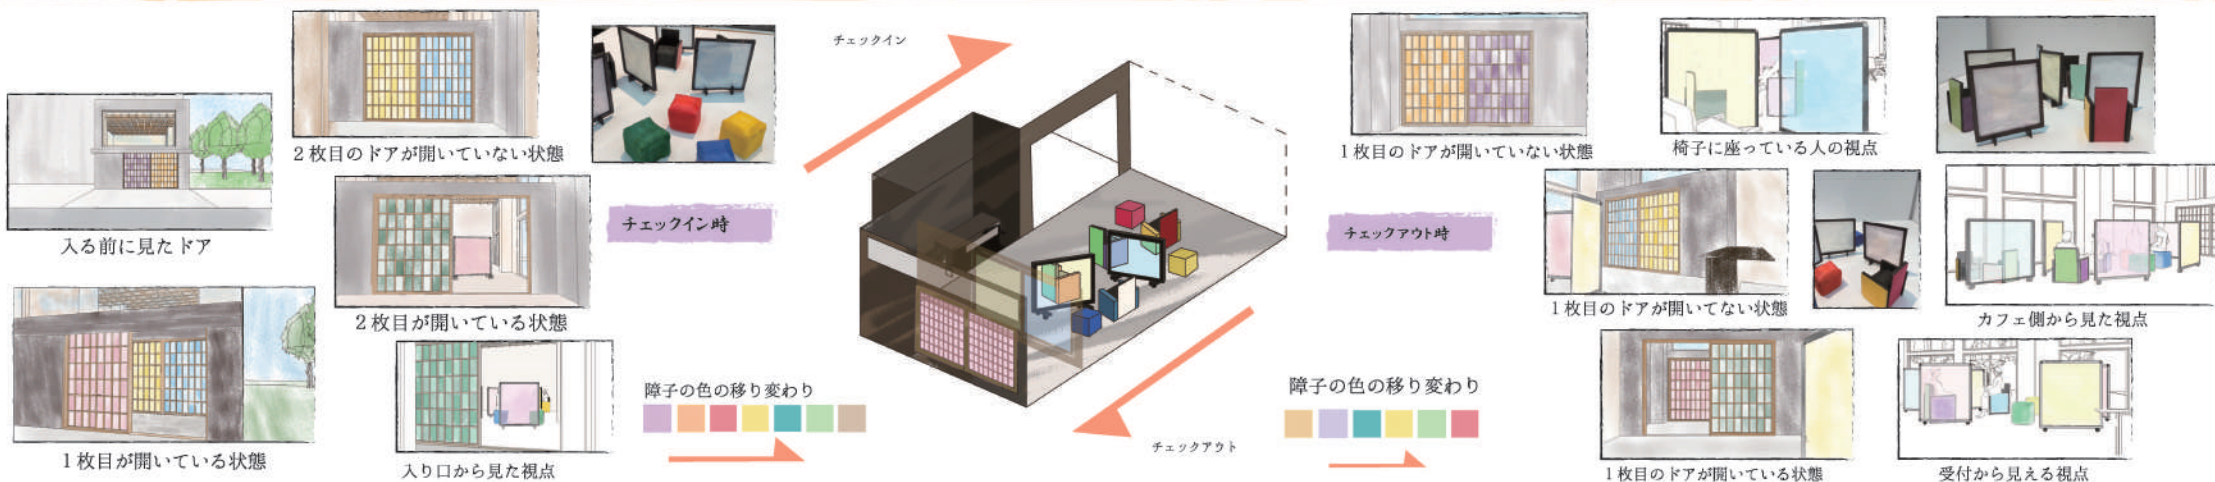 入る前に見たドア
1枚目が開いている状態
2枚目のドアが開いていない状態
2枚目が開いている状態
入り口から見た視点
チェックイン時
障子の色の移り変わり
チェックイン
チェックアウト
チェックアウト時
障子の色の移り変わり
1枚目のドアが開いていない状態
椅子に座っている人の視点
1枚目のドアが開いてない状態
カフェ側から見た視点
1枚目のドアが開いている状態
受付から見える視点